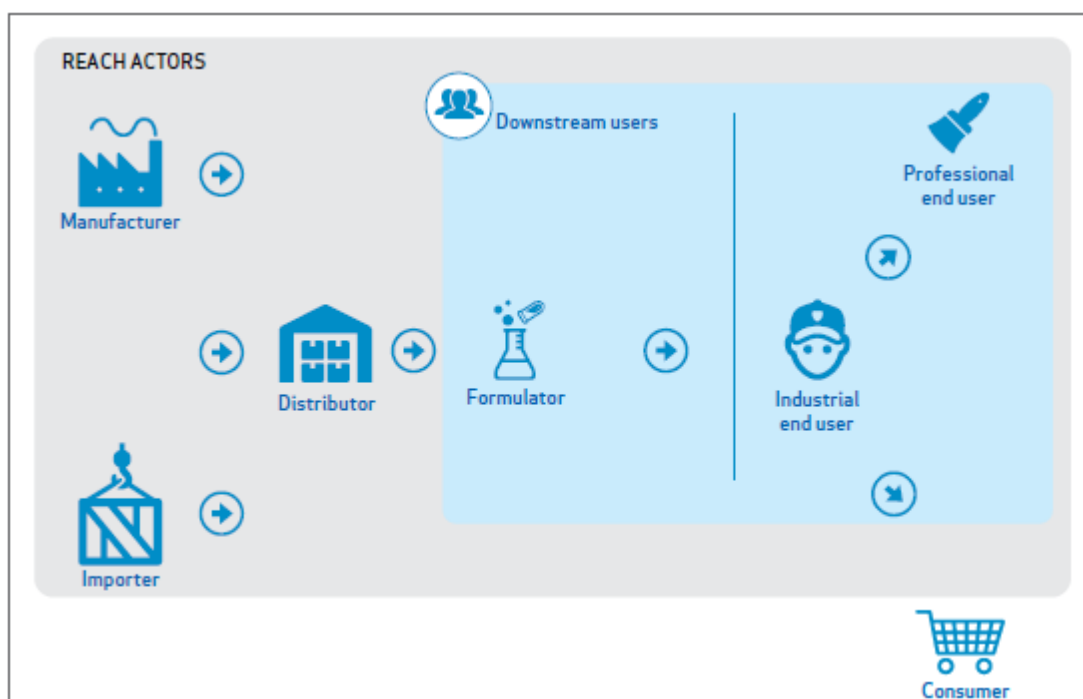 REACH ACTORS
Downstream users
Manufacturer
Professional
end user
Distributor
Formulator
Industrial
end user
Importer
Consumer